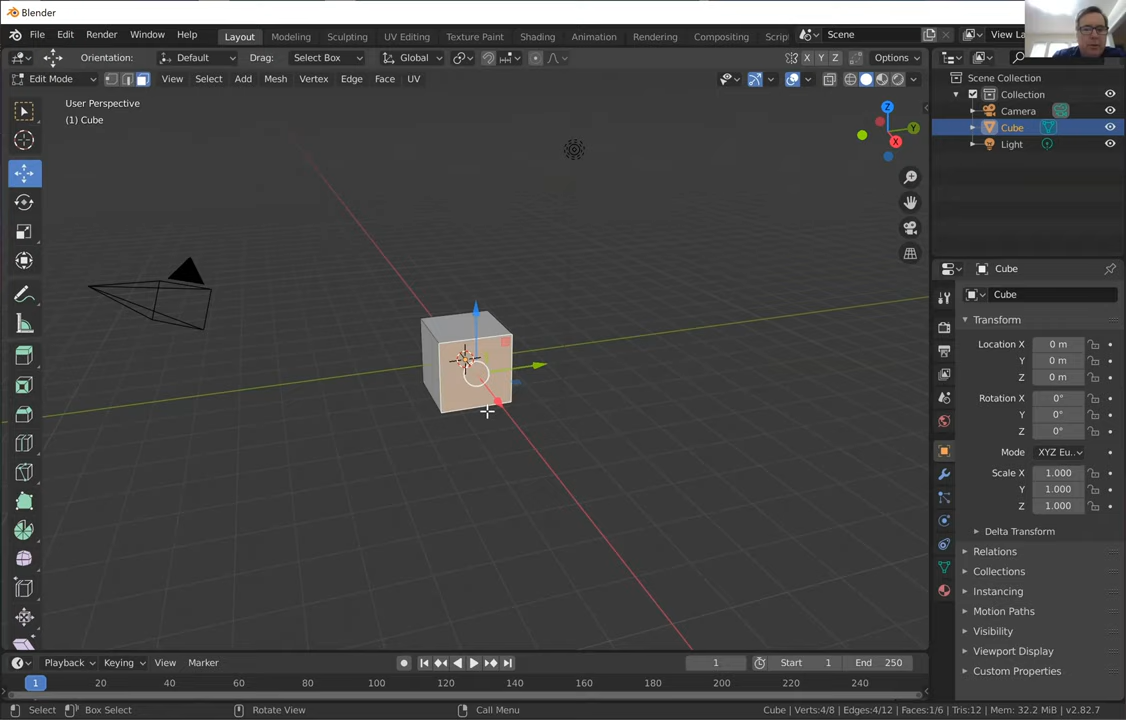 Blender
File Edit Render Window Help Layout Modeling Sculpting UV Editing Texture Paint Shading Animation Rendering Compositing Scrip Scene View La
Orientation: Default Drag: Select Box Global X Y Z Options
Edit Mode View Select Add Mesh Vertex Edge Face UV
User Perspective
(1) Cube
Z
Y
X
Scene Collection
Collection
Camera
Cube
Light
Cube
Cube
Transform
Location X 0 m
Y 0 m
Z 0 m
Rotation X 0°
Y 0°
Z 0°
Mode XYZ Eu..
Scale X 1.000
Y 1.000
Z 1.000
Delta Transform
Relations
Collections
Instancing
Motion Paths
Visibility
Viewport Display
Custom Properties
Playback Keying View Marker 1 Start 1 End 250
1 20 40 60 80 100 120 140 160 180 200 220 240
Select Box Select Rotate View Call Menu Cube | Verts:4/8 | Edges:4/12 | Faces:1/6 | Tris:12 | Mem: 32.2 MiB | v2.82.7